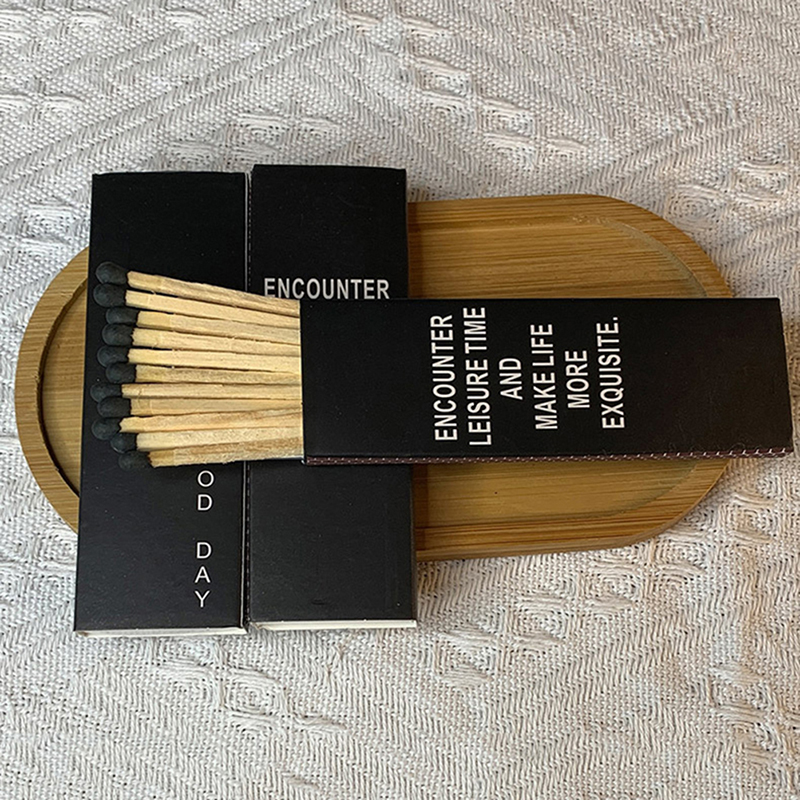 OD
DAY
ENCOUNTER
ENCOUNTER
LEISURE TIME
AND
MAKE LIFE
MORE
EXQUISITE.